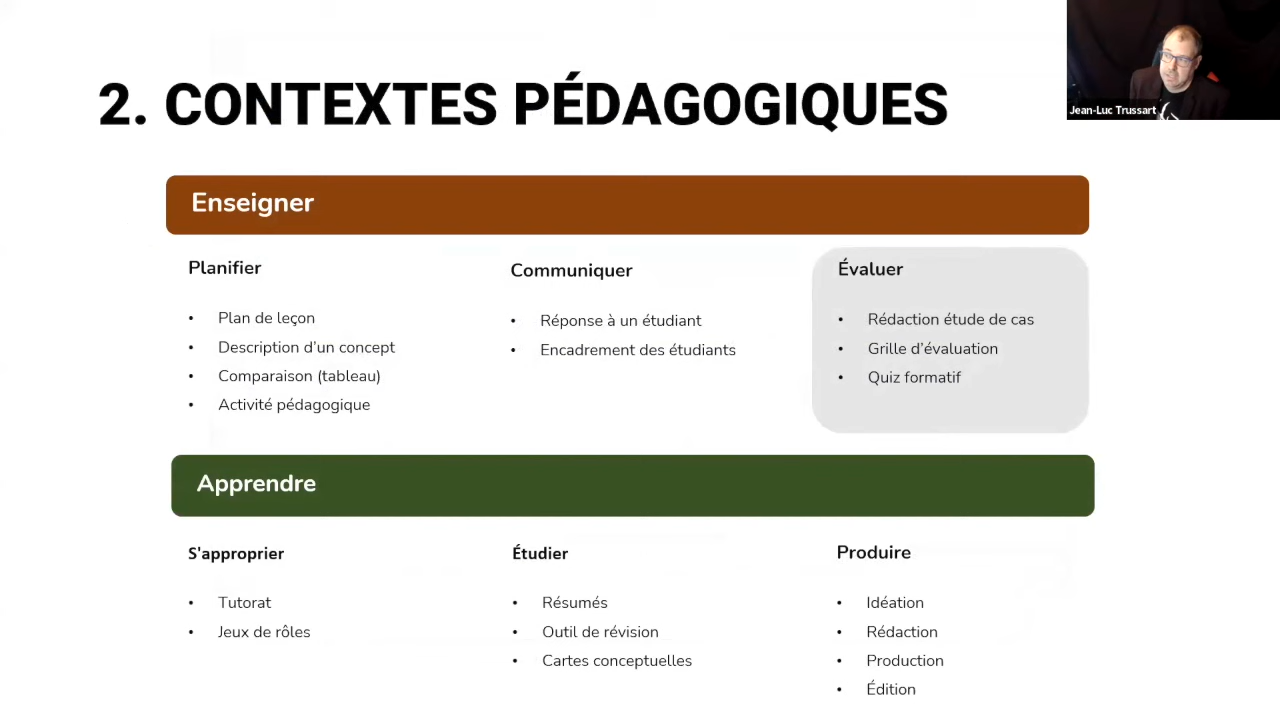 2. CONTEXTES PÉDAGOGIQUES
Jean-Luc Trussart
Enseigner
Planifier
• Plan de leçon
• Description d'un concept
• Comparaison (tableau)
• Activité pédagogique
Communiquer
• Réponse à un étudiant
• Encadrement des étudiants
Évaluer
• Rédaction étude de cas
• Grille d'évaluation
• Quiz formatif
Apprendre
S'approprier
• Tutorat
• Jeux de rôles
Étudier
• Résumés
• Outil de révision
• Cartes conceptuelles
Produire
• Idéation
• Rédaction
• Production
• Édition